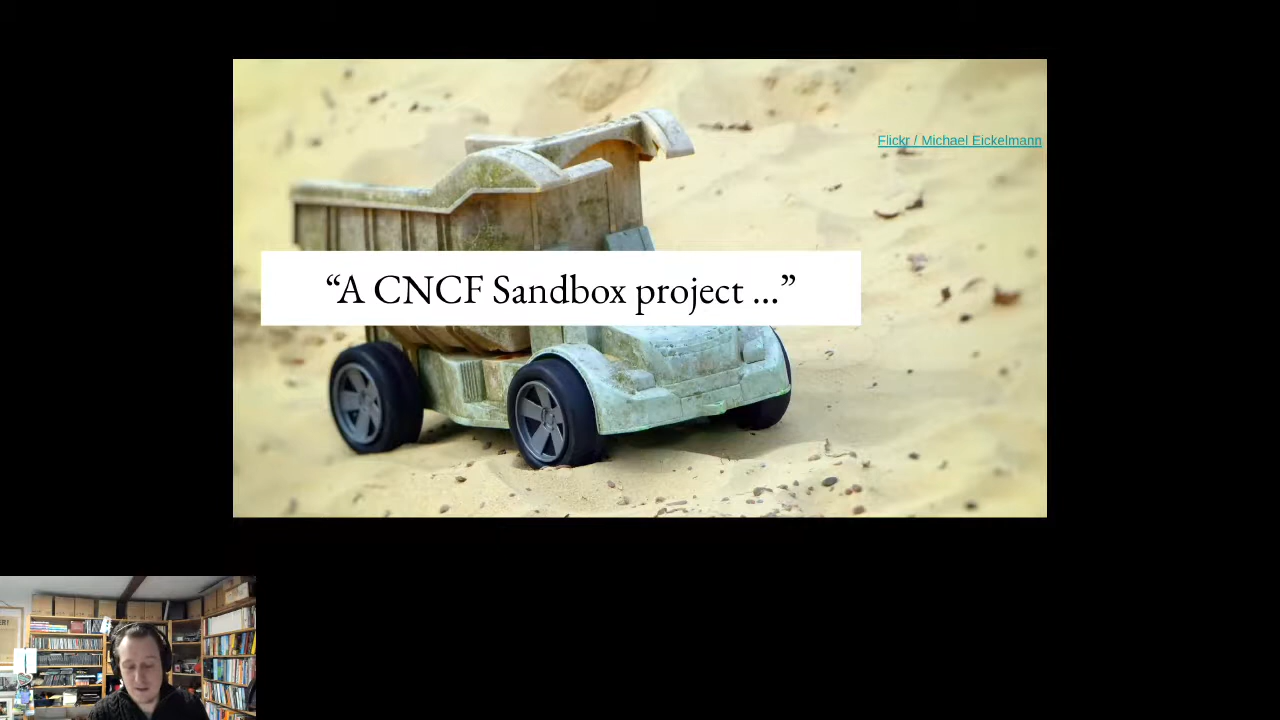 Flickr / Michael Eickelmann
“A CNCF Sandbox project ...”